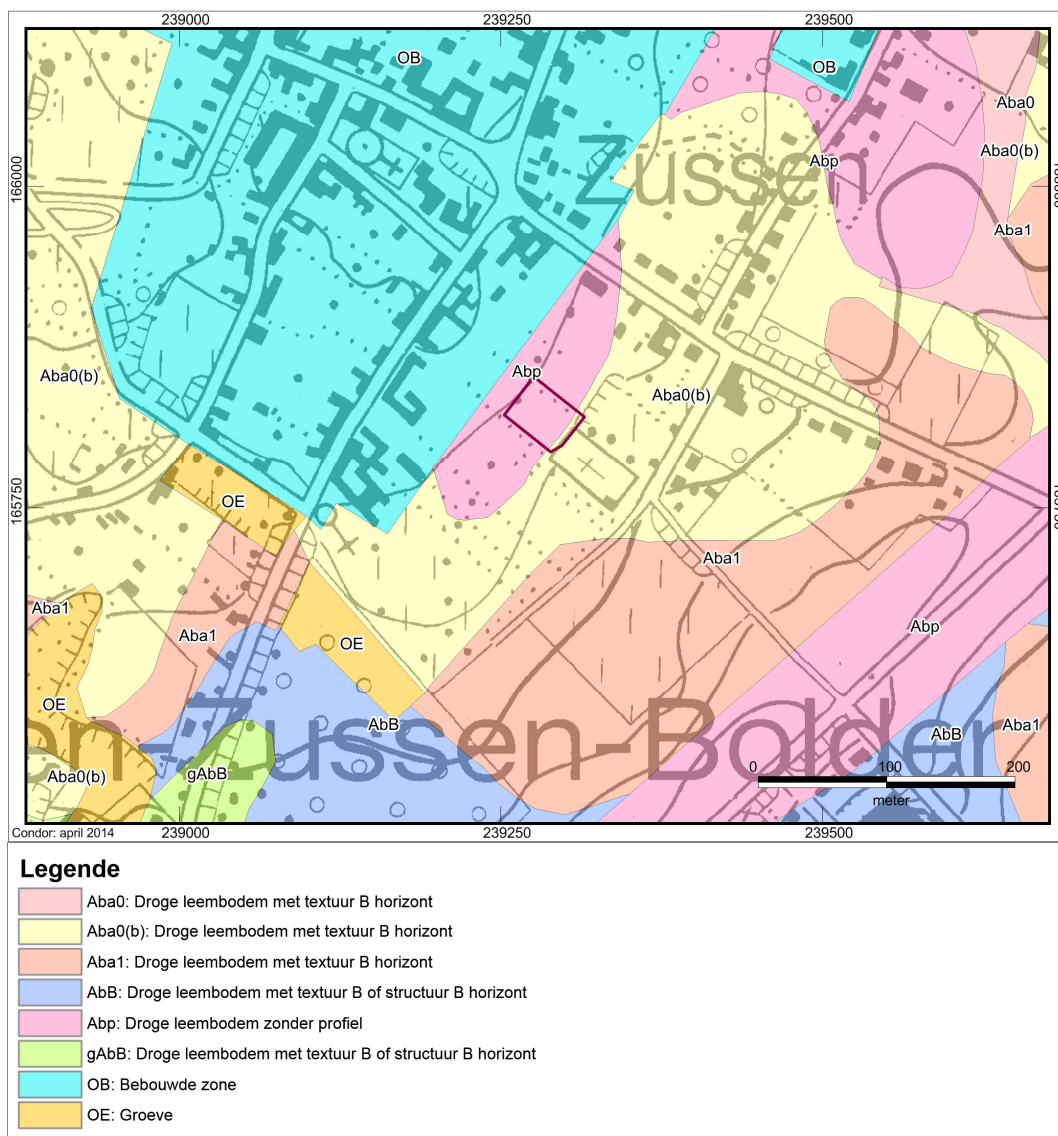 239000 239250 239500
OB
OB
Aba0
Zussen
Aba0(b)
Abp
166000
Aba1
Abp
Aba0(b)
Aba0(b)
OE
165750
Aba1
Aba1
Abp
Aba1
OE
OE
AbB
Aba1
AbB
on-Zussen-Bolder
gAbB
Aba0(b)
0 100 200
meter
Condor: april 2014
239000 239250 239500
Legende
Aba0: Droge leembodem met textuur B horizont
Aba0(b): Droge leembodem met textuur B horizont
Aba1: Droge leembodem met textuur B horizont
AbB: Droge leembodem met textuur B of structuur B horizont
Abp: Droge leembodem zonder profiel
gAbB: Droge leembodem met textuur B of structuur B horizont
OB: Bebouwde zone
OE: Groeve